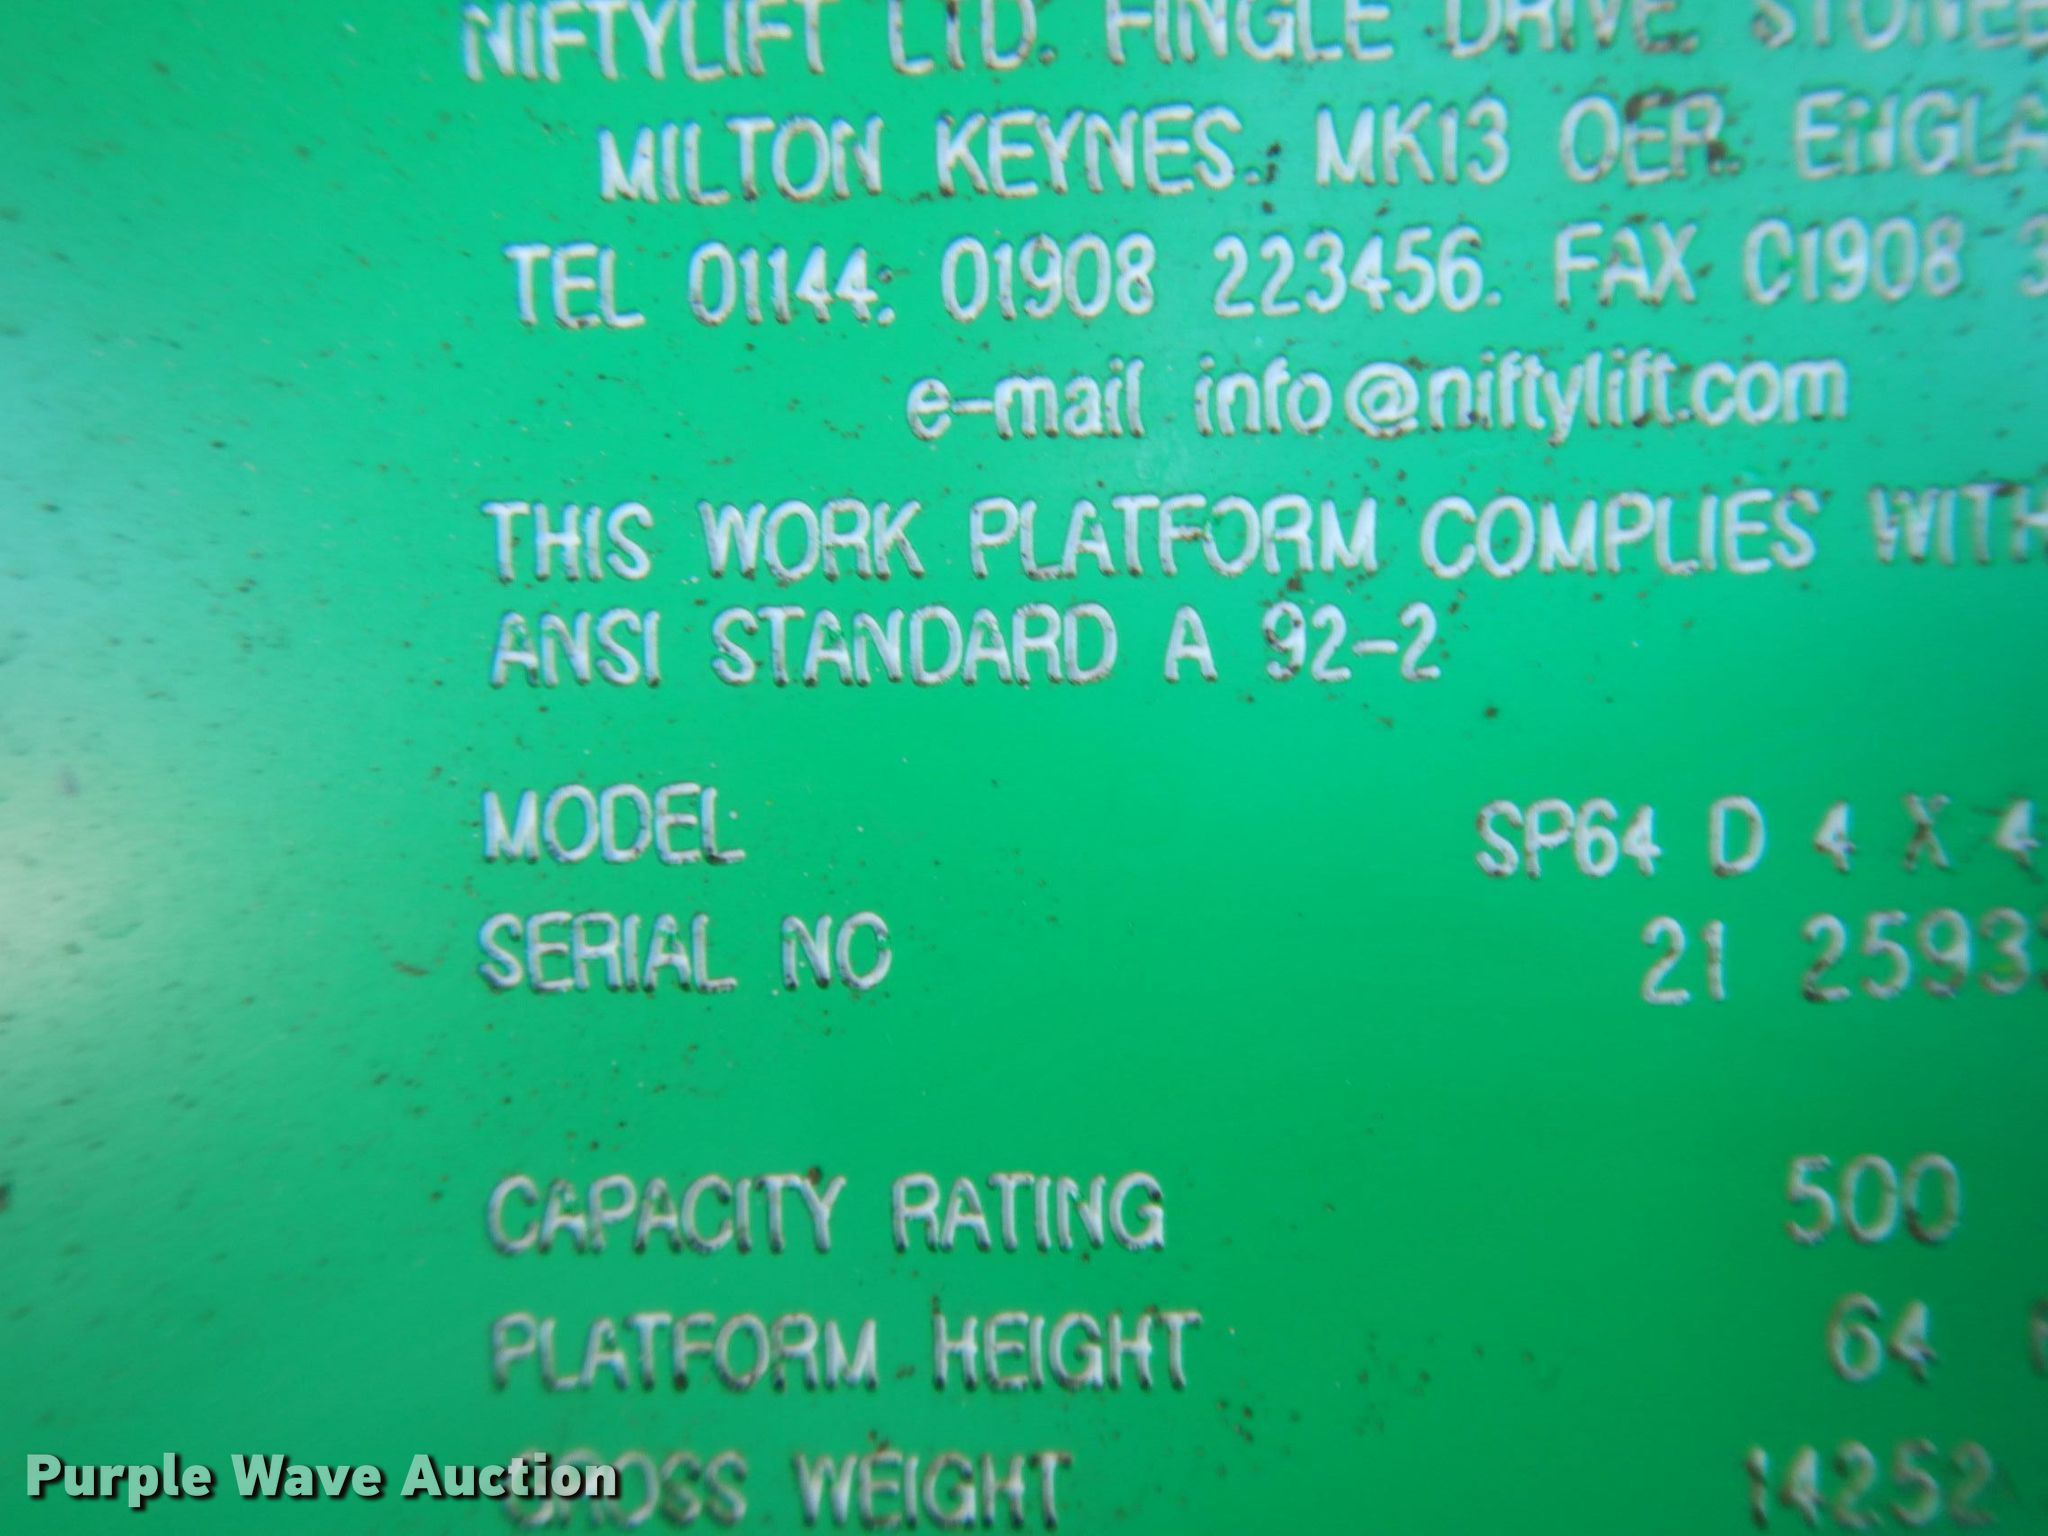 NIFTYLIFT LTD. FINGLE DRIVE.
MILTON KEYNES. MK13 OER.
TEL 01144: 01908 223456. FAX 01908
e-mail info@niftylift.com
THIS WORK PLATFORM COMPLIES WITH
ANSI STANDARD A 92-2
MODEL SP64 D 4 X 4
SERIAL NO 21
CAPACITY RATING 500
PLATFORM HEIGHT 64
GROSS WEIGHT 14252
Purple Wave Auction